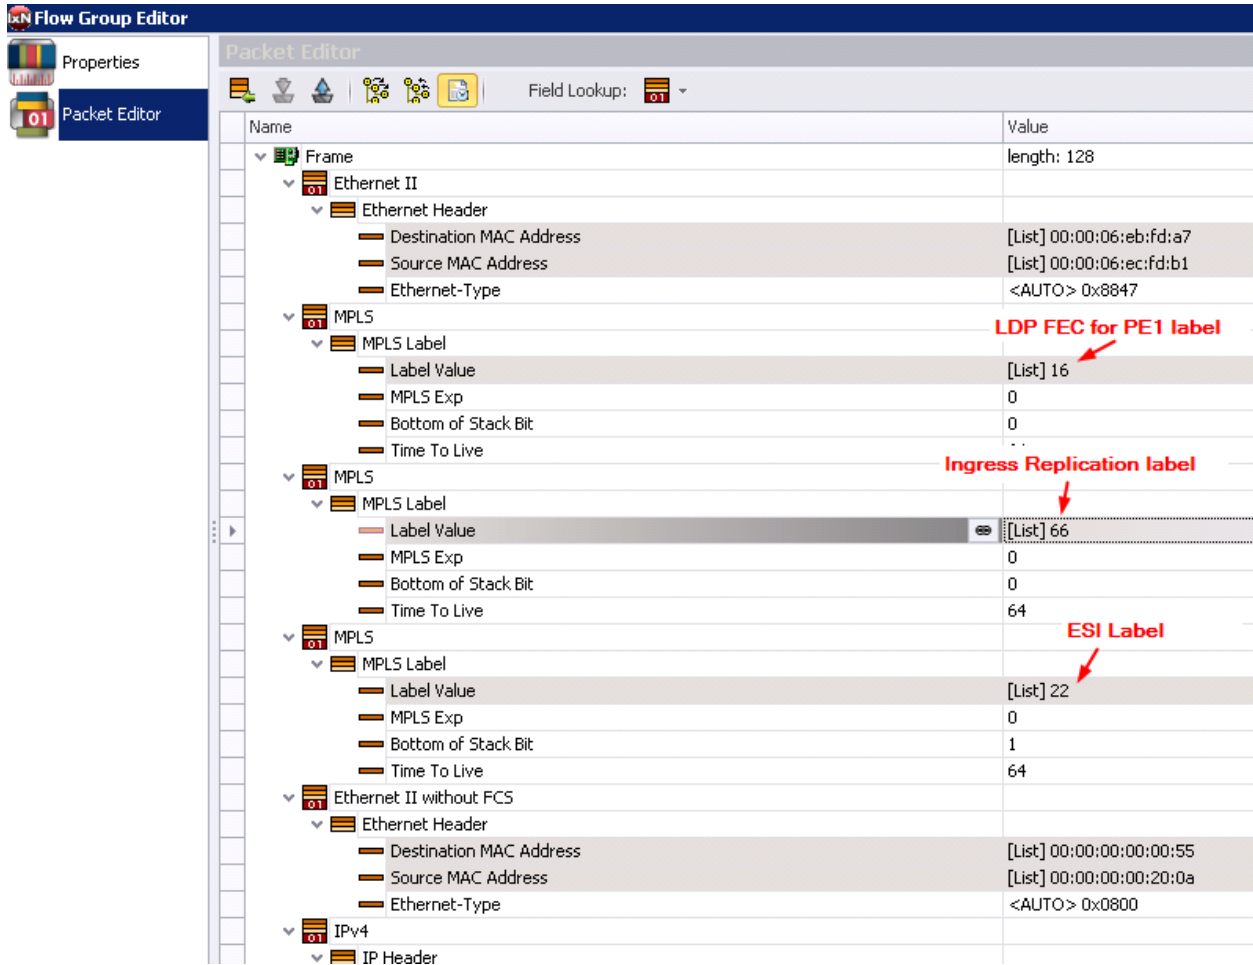 IxN Flow Group Editor
Properties
Packet Editor
Packet Editor
Field Lookup:
Name Value
Frame length: 128
Ethernet II
Ethernet Header
Destination MAC Address [List] 00:00:06:eb:fd:a7
Source MAC Address [List] 00:00:06:ec:fd:b1
Ethernet-Type <AUTO> 0x8847
MPLS
LDP FEC for PE1 label
MPLS Label
Label Value [List] 16
MPLS Exp 0
Bottom of Stack Bit 0
Time To Live
Ingress Replication label
MPLS
MPLS Label
Label Value [List] 66
MPLS Exp 0
Bottom of Stack Bit 0
Time To Live 64
MPLS
ESI Label
MPLS Label
Label Value [List] 22
MPLS Exp 0
Bottom of Stack Bit 1
Time To Live 64
Ethernet II without FCS
Ethernet Header
Destination MAC Address [List] 00:00:00:00:00:55
Source MAC Address [List] 00:00:00:00:20:0a
Ethernet-Type <AUTO> 0x0800
IPv4
IP Header